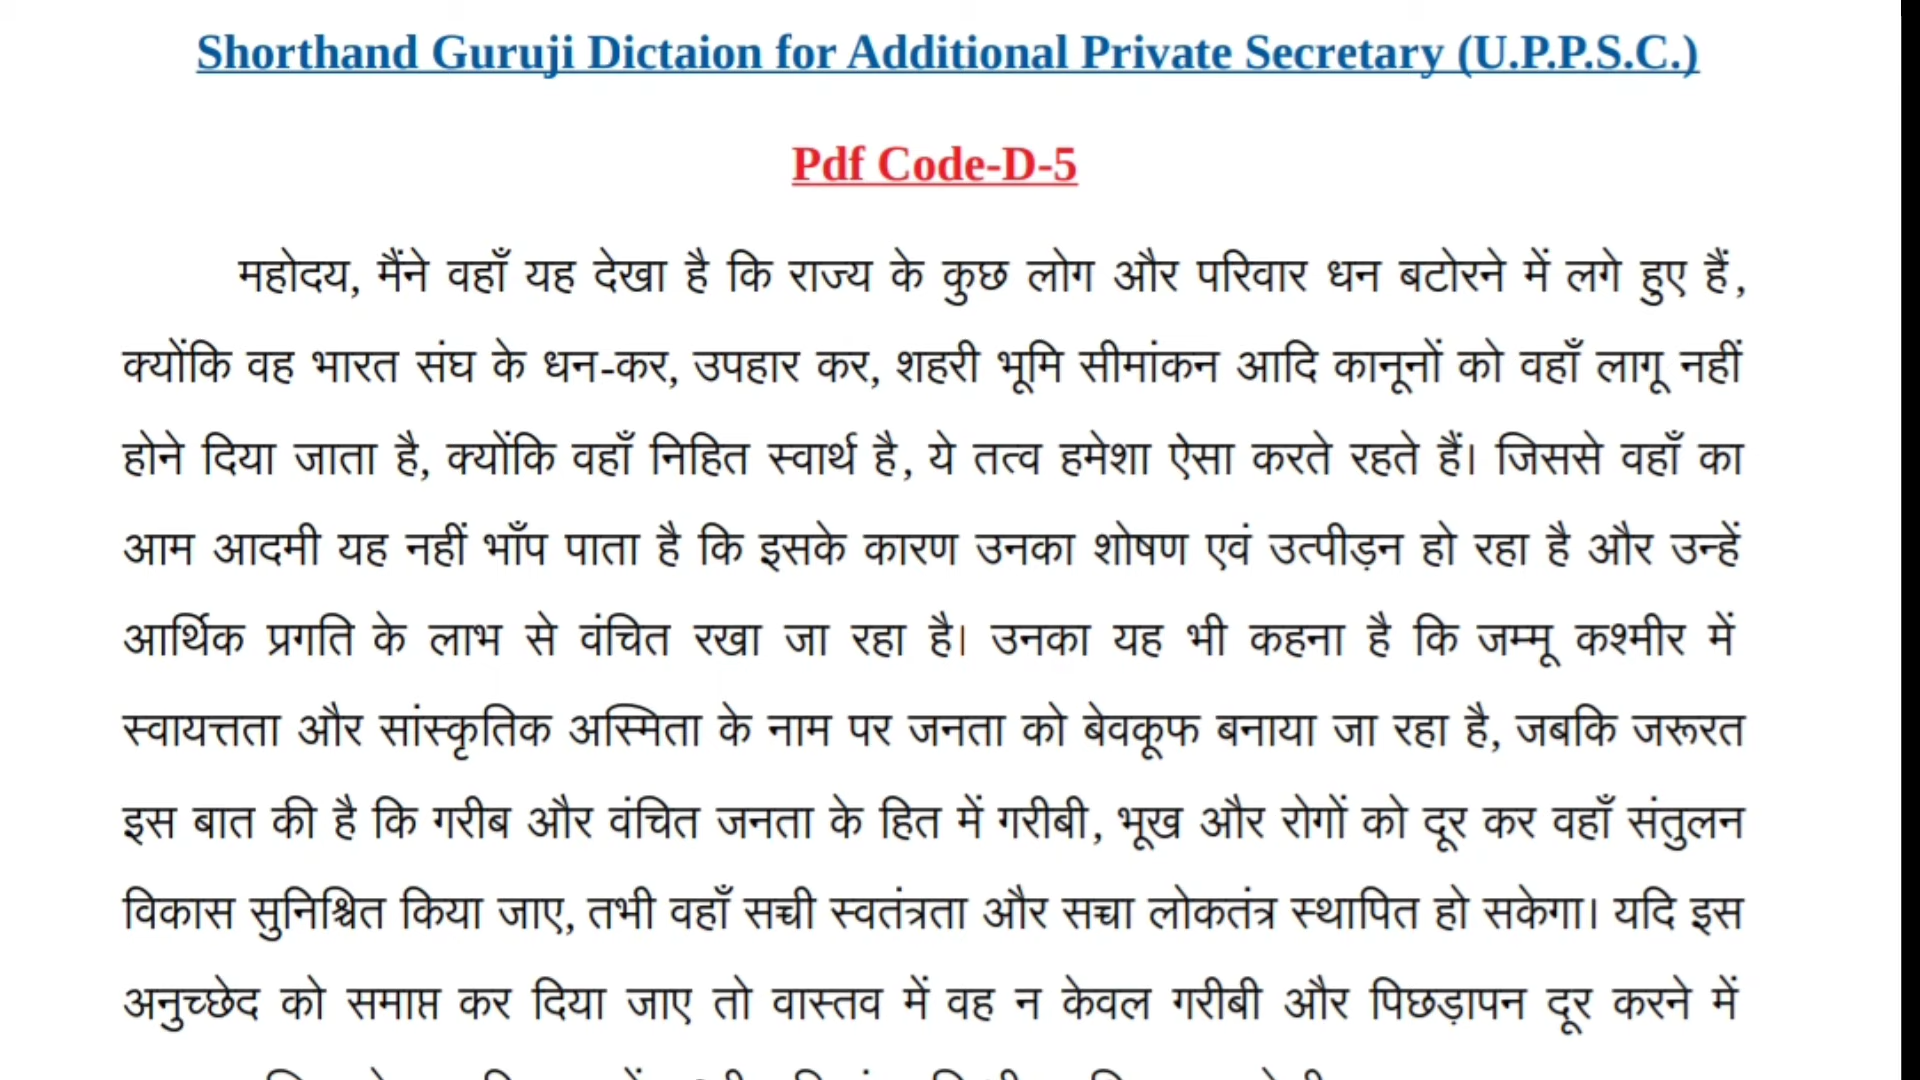 Shorthand Guruji Dictaion for Additional Private Secretary (U.P.P.S.C.)
Pdf Code-D-5
महोदय, मैंने वहाँ यह देखा है कि राज्य के कुछ लोग और परिवार धन बटोरने में लगे हुए हैं,
क्योंकि वह भारत संघ के धन-कर, उपहार कर, शहरी भूमि सीमांकन आदि कानूनों को वहाँ लागू नहीं
होने दिया जाता है, क्योंकि वहाँ निहित स्वार्थ है, ये तत्व हमेशा ऐसा करते रहते हैं। जिससे वहाँ का
आम आदमी यह नहीं भाँप पाता है कि इसके कारण उनका शोषण एवं उत्पीड़न हो रहा है और उन्हें
आर्थिक प्रगति के लाभ से वंचित रखा जा रहा है। उनका यह भी कहना है कि जम्मू कश्मीर में
स्वायत्तता और सांस्कृतिक अस्मिता के नाम पर जनता को बेवकूफ बनाया जा रहा है, जबकि जरूरत
इस बात की है कि गरीब और वंचित जनता के हित में गरीबी, भूख और रोगों को दूर कर वहाँ संतुलन
विकास सुनिश्चित किया जाए, तभी वहाँ सच्ची स्वतंत्रता और सच्चा लोकतंत्र स्थापित हो सकेगा। यदि इस
अनुच्छेद को समाप्त कर दिया जाए तो वास्तव में वह न केवल गरीबी और पिछड़ापन दूर करने में